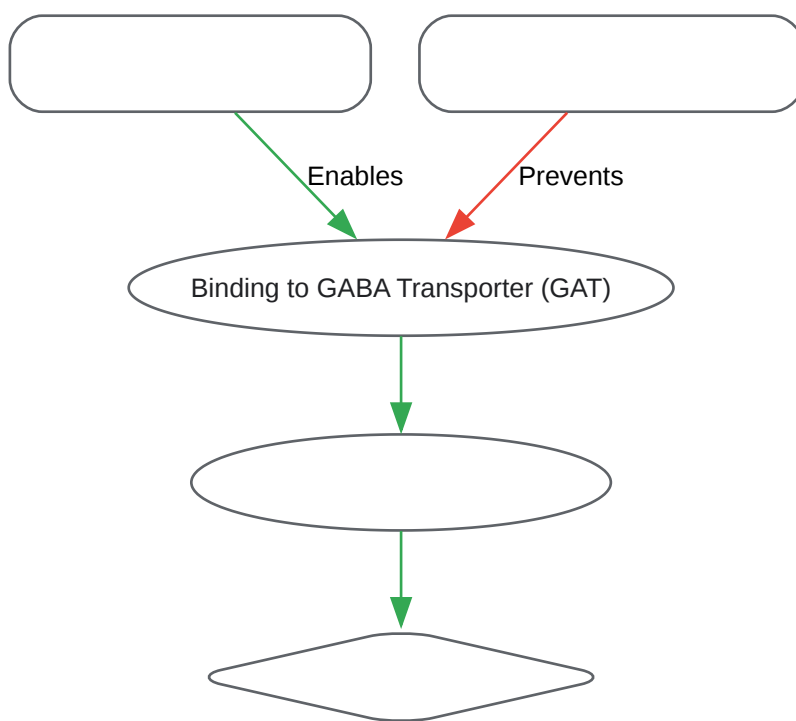 Enables
Prevents
Binding to GABA Transporter (GAT)